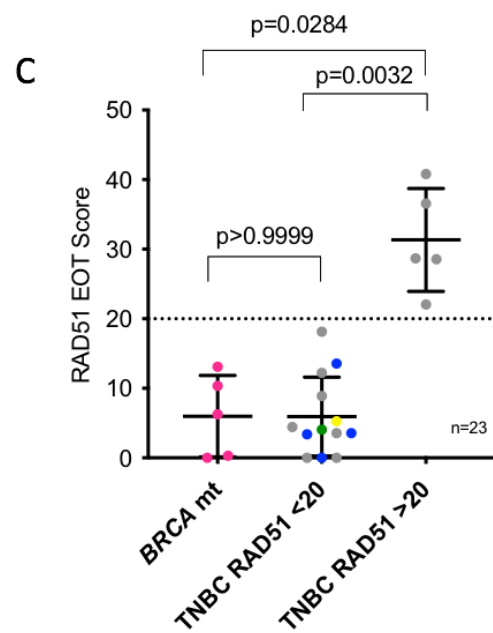 p=0.0284
C
p=0.0032
50
40
p>0.9999
30
RAD51 EOT Score
20
10
n=23
0
BRCA mt
TNBC RAD51 <20
TNBC RAD51 >20